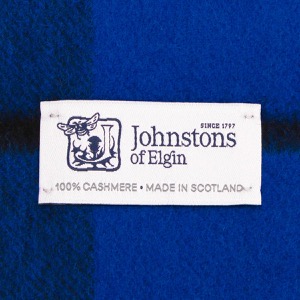 SINCE 1797
Johnstons
of Elgin
100% CASHMERE • MADE IN SCOTLAND